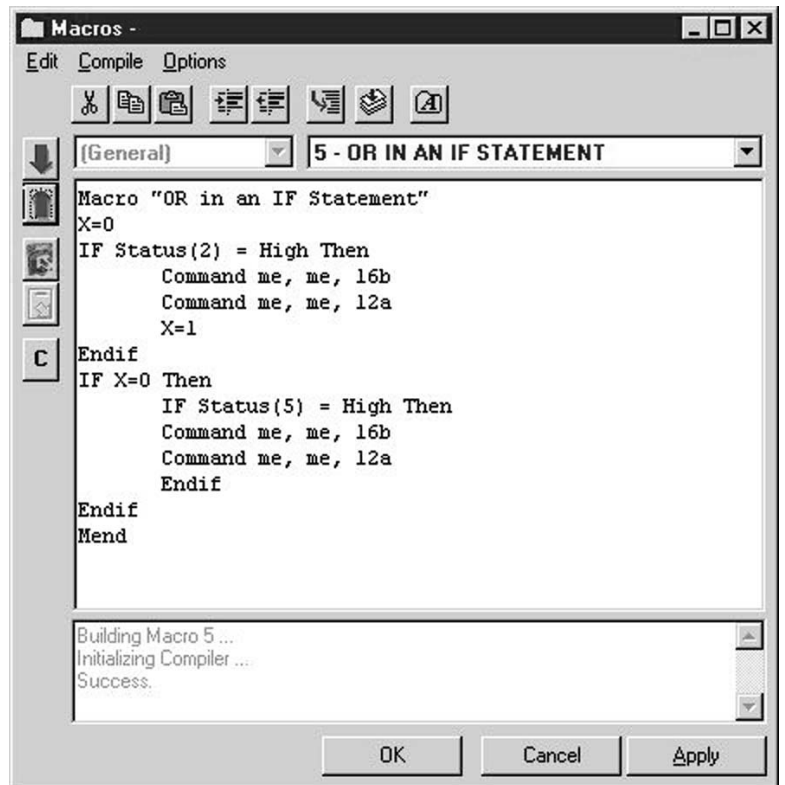 Macros -
Edit Compile Options
(General) 5 - OR IN AN IF STATEMENT
Macro "OR in an IF Statement"
X=0
IF Status(2) = High Then
Command me, me, 16b
Command me, me, 12a
X=1
Endif
IF X=0 Then
IF Status(5) = High Then
Command me, me, 16b
Command me, me, 12a
Endif
Endif
Mend
C
Building Macro 5 ...
Initializing Compiler ...
Success.
OK Cancel Apply